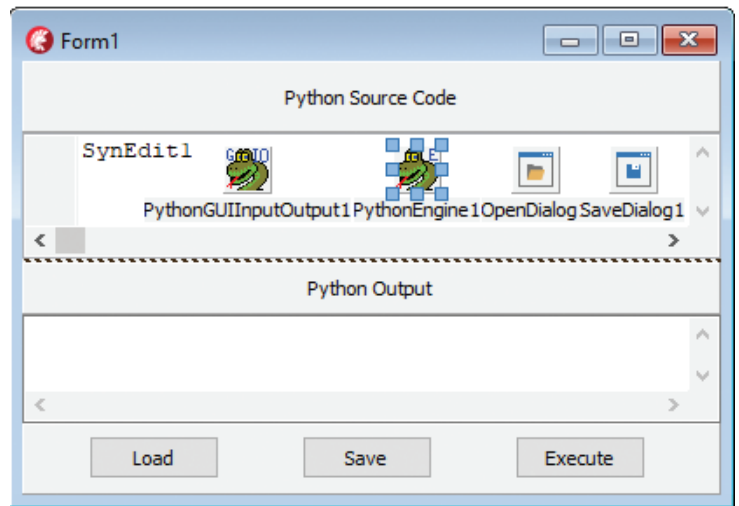 Form1
Python Source Code
SynEdit1
PythonGUIInputOutput1 PythonEngine1 OpenDialog SaveDialog1
Python Output
Load Save Execute